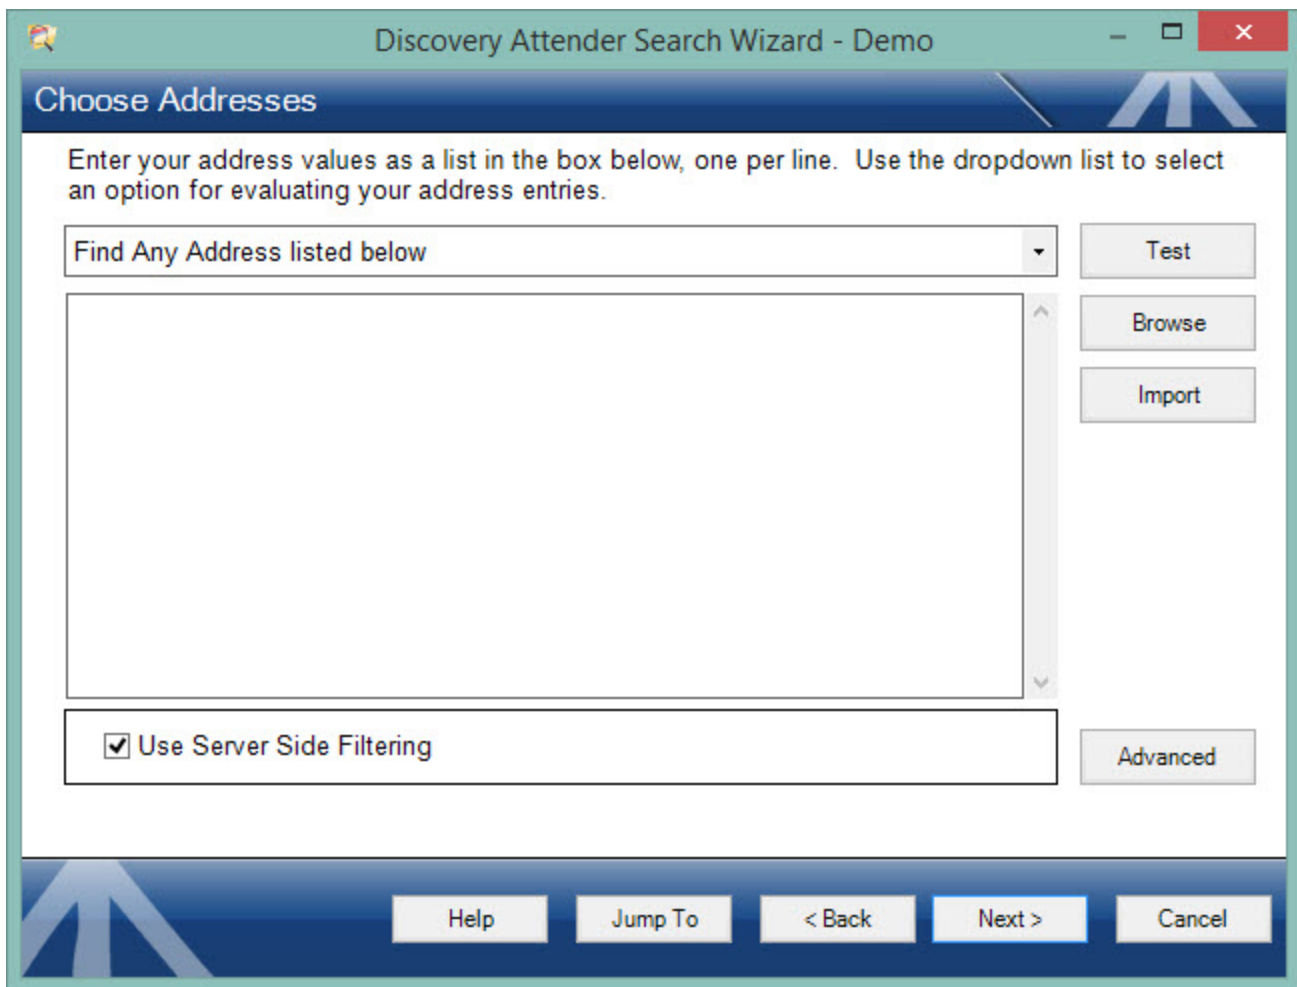 Discovery Attender Search Wizard - Demo
Choose Addresses
Enter your address values as a list in the box below, one per line.  Use the dropdown list to select
an option for evaluating your address entries.
Find Any Address listed below
Test
Browse
Import
Use Server Side Filtering
Advanced
Help
Jump To
< Back
Next >
Cancel